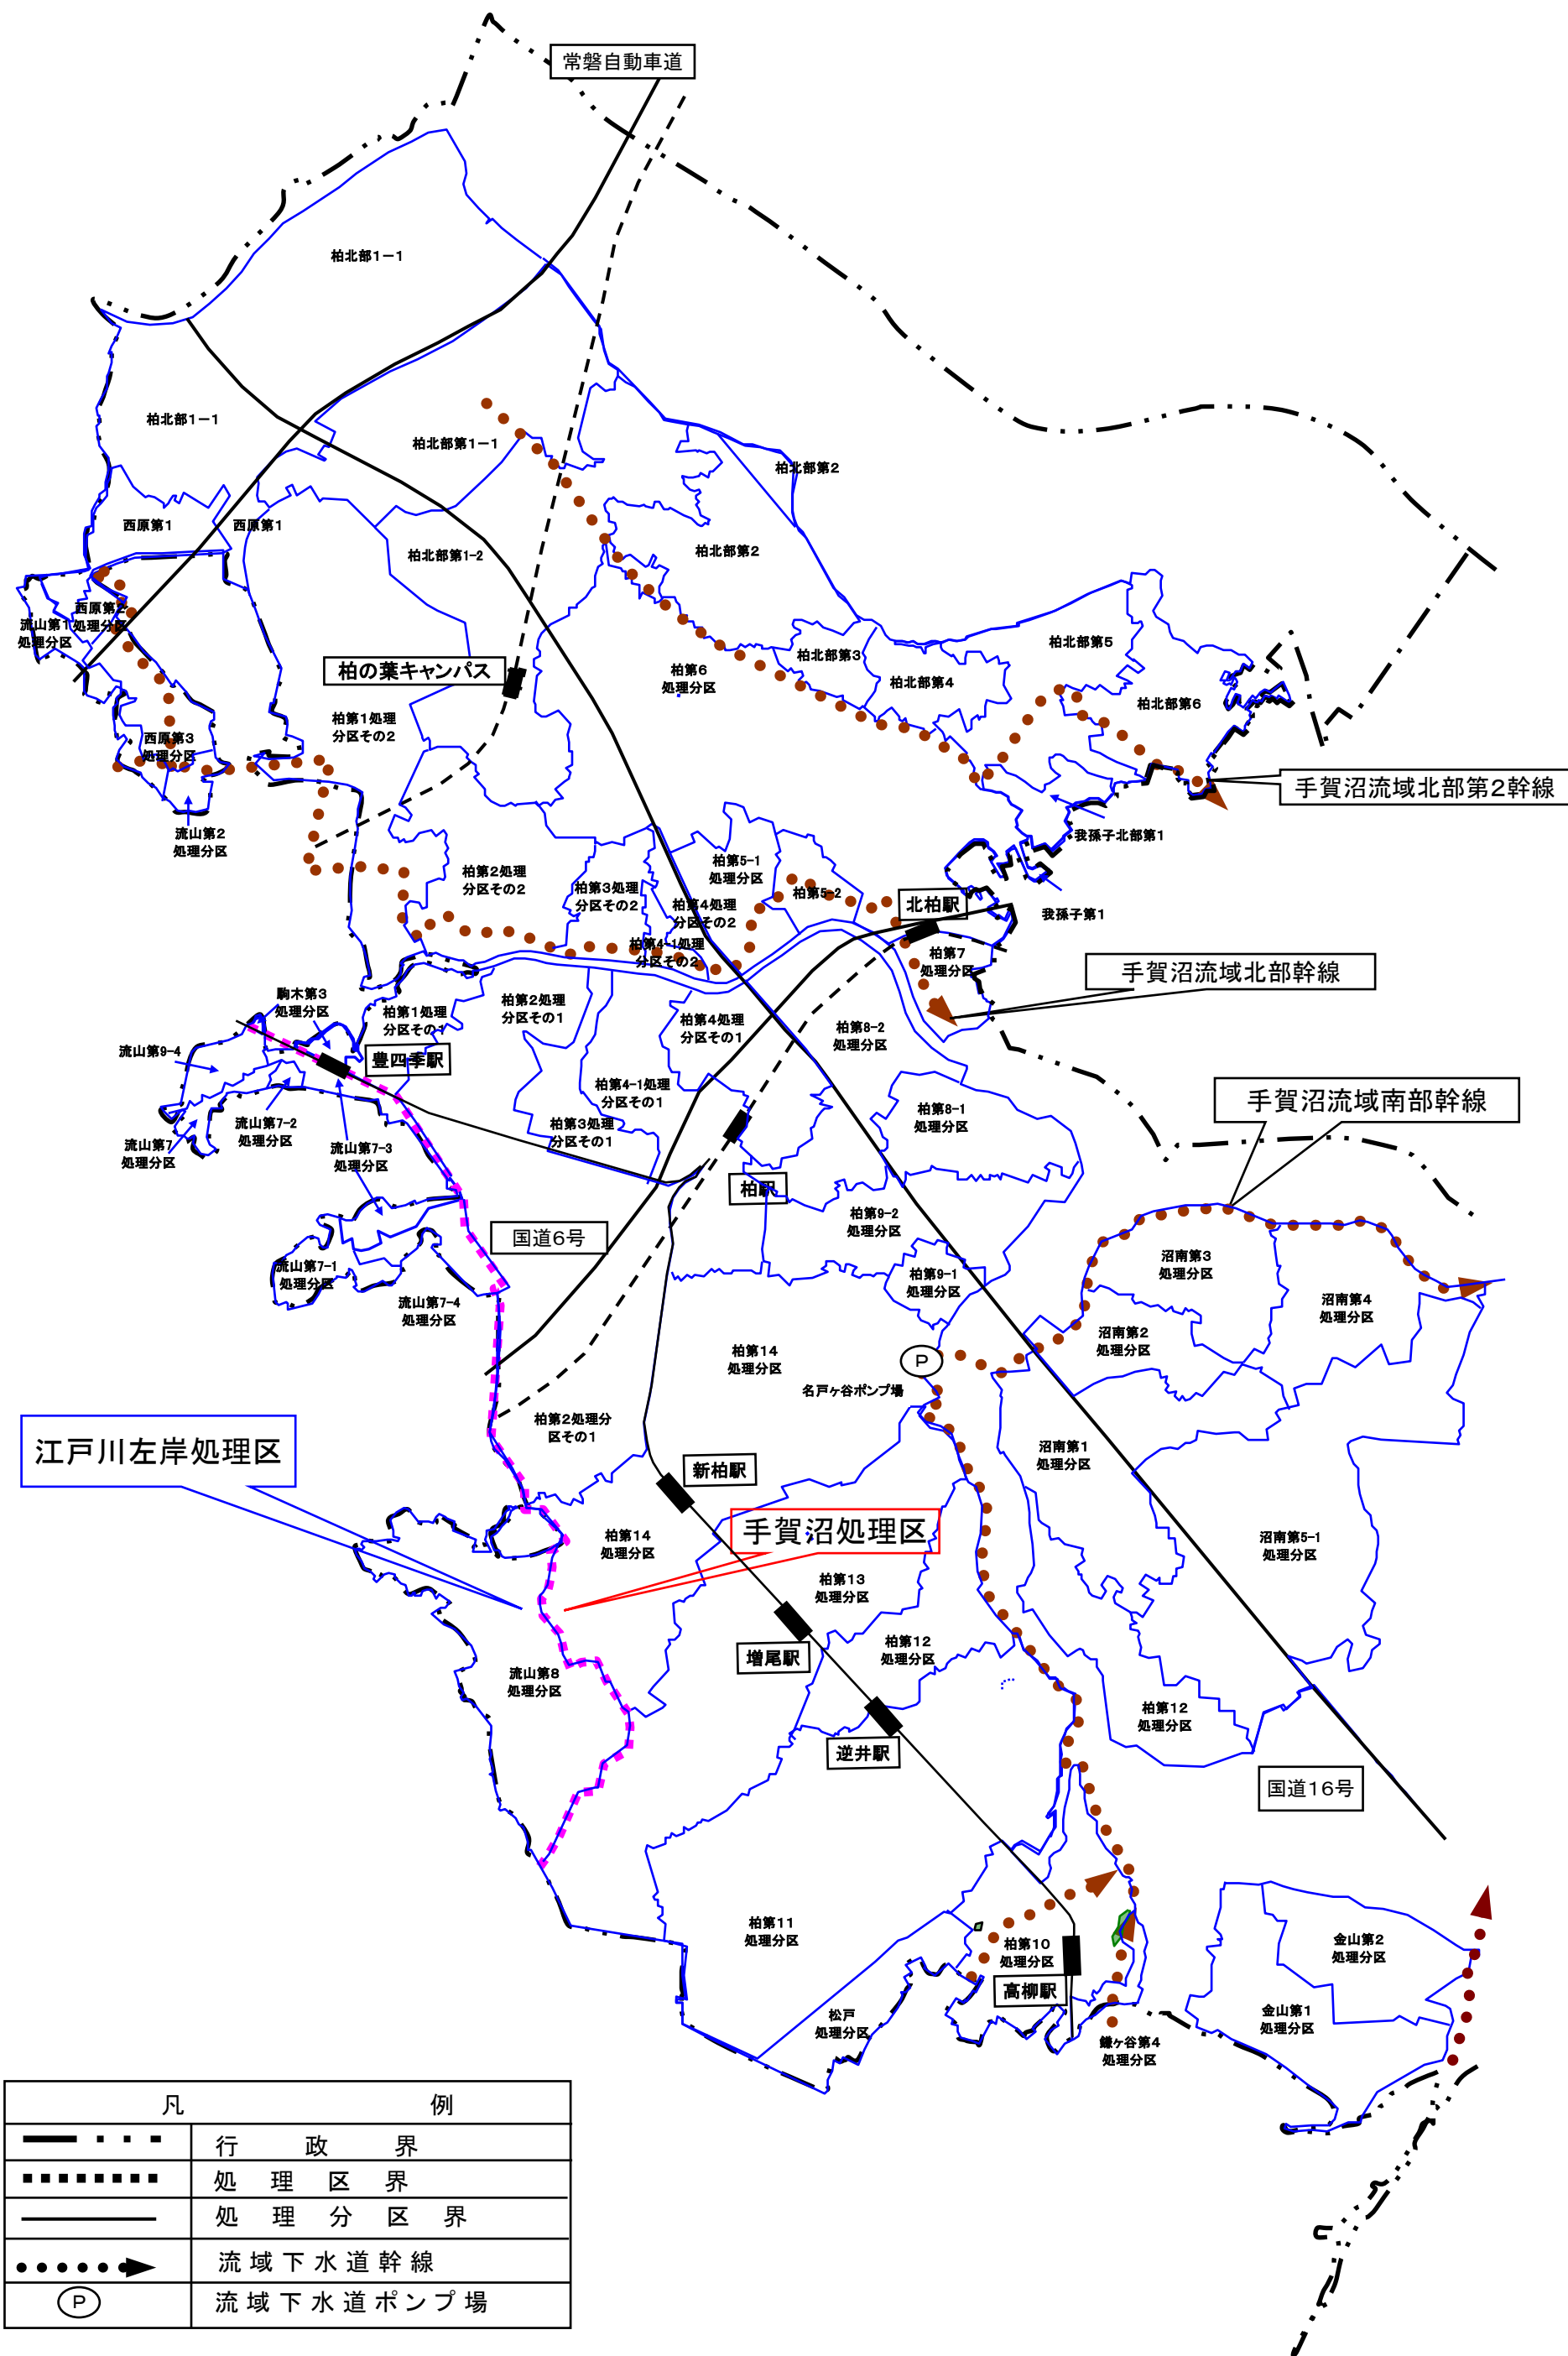 常磐自動車道
柏北部1-1
柏北部1-1
柏北部第1-1
柏北部第2
西原第1
西原第1
柏北部第1-2
柏北部第2
西原第2
処理分区
流山第1
処理分区
柏北部第3
柏北部第5
柏の葉キャンパス
柏第6
処理分区
柏北部第4
柏北部第6
柏第1処理
分区その2
西原第3
処理分区
手賀沼流域北部第2幹線
流山第2
処理分区
我孫子北部第1
柏第2処理
分区その2
柏第3処理
分区その2
柏第5-1
処理分区
柏第5-2
柏第4処理
分区その2
北柏駅
我孫子第1
柏第4-1処理
分区その2
柏第7
処理分区
手賀沼流域北部幹線
駒木第3
処理分区
柏第1処理
分区その1
柏第2処理
分区その1
柏第4処理
分区その1
柏第8-2
処理分区
流山第9-4
豊四季駅
柏第4-1処理
分区その1
手賀沼流域南部幹線
柏第8-1
処理分区
流山第7
処理分区
流山第7-2
処理分区
流山第7-3
処理分区
柏第3処理
分区その1
柏駅
柏第9-2
処理分区
国道6号
沼南第3
処理分区
流山第7-1
処理分区
柏第9-1
処理分区
流山第7-4
処理分区
沼南第4
処理分区
沼南第2
処理分区
柏第14
処理分区
P
名戸ヶ谷ポンプ場
柏第2処理分
区その1
江戸川左岸処理区
沼南第1
処理分区
新柏駅
手賀沼処理区
柏第14
処理分区
沼南第5-1
処理分区
柏第13
処理分区
増尾駅
柏第12
処理分区
流山第8
処理分区
柏第12
処理分区
逆井駅
国道16号
柏第11
処理分区
柏第10
処理分区
金山第2
処理分区
高柳駅
松戸
処理分区
金山第1
処理分区
鎌ヶ谷第4
処理分区
凡 例
行 政 界
処 理 区 界
処 理 分 区 界
流域下水道幹線
P 流域下水道ポンプ場